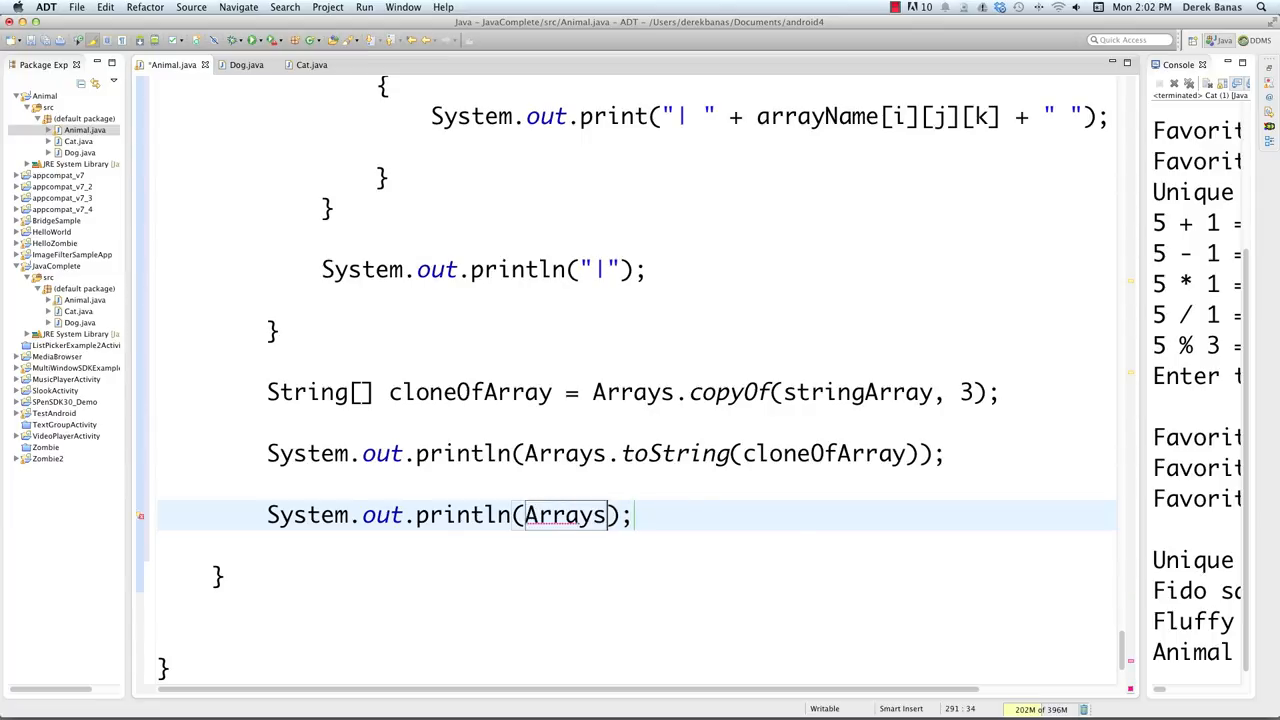 ADT File Edit Refactor Source Navigate Search Project Run Window Help
10 Mon 2:02 PM Derek Banas
Java - JavaComplete/src/Animal.java - ADT - /Users/derekbanas/Documents/android4
Quick Access
Java
DDMS
Package Exp
*Animal.java
Dog.java
Cat.java
Console
<terminated> Cat (1) [Java
Animal
src
(default package)
Animal.java
Cat.java
Dog.java
JRE System Library [Ja
appcompat_v7
appcompat_v7_2
appcompat_v7_3
appcompat_v7_4
BridgeSample
HelloWorld
HelloZombie
ImageFilterSampleApp
JavaComplete
src
(default package)
Animal.java
Cat.java
Dog.java
JRE System Library [Ja
ListPickerExample2Activi
MediaBrowser
MultiWindowSDKExample
MusicPlayerActivity
SlookActivity
SPenSDK30_Demo
TestAndroid
TextGroupActivity
VideoPlayerActivity
Zombie
Zombie2
{
System.out.print("| " + arrayName[i][j][k] + " ");
}
}
System.out.println("|");
}
String[] cloneOfArray = Arrays.copyOf(stringArray, 3);
System.out.println(Arrays.toString(cloneOfArray));
System.out.println(Arrays);
}
}
Favorit
Favorit
Unique
5 + 1 =
5 - 1 =
5 * 1 =
5 / 1 =
5 % 3 =
Enter t
Favorit
Favorit
Favorit
Unique
Fido sa
Fluffy
Animal
Writable
Smart Insert
291 : 34
202M of 396M